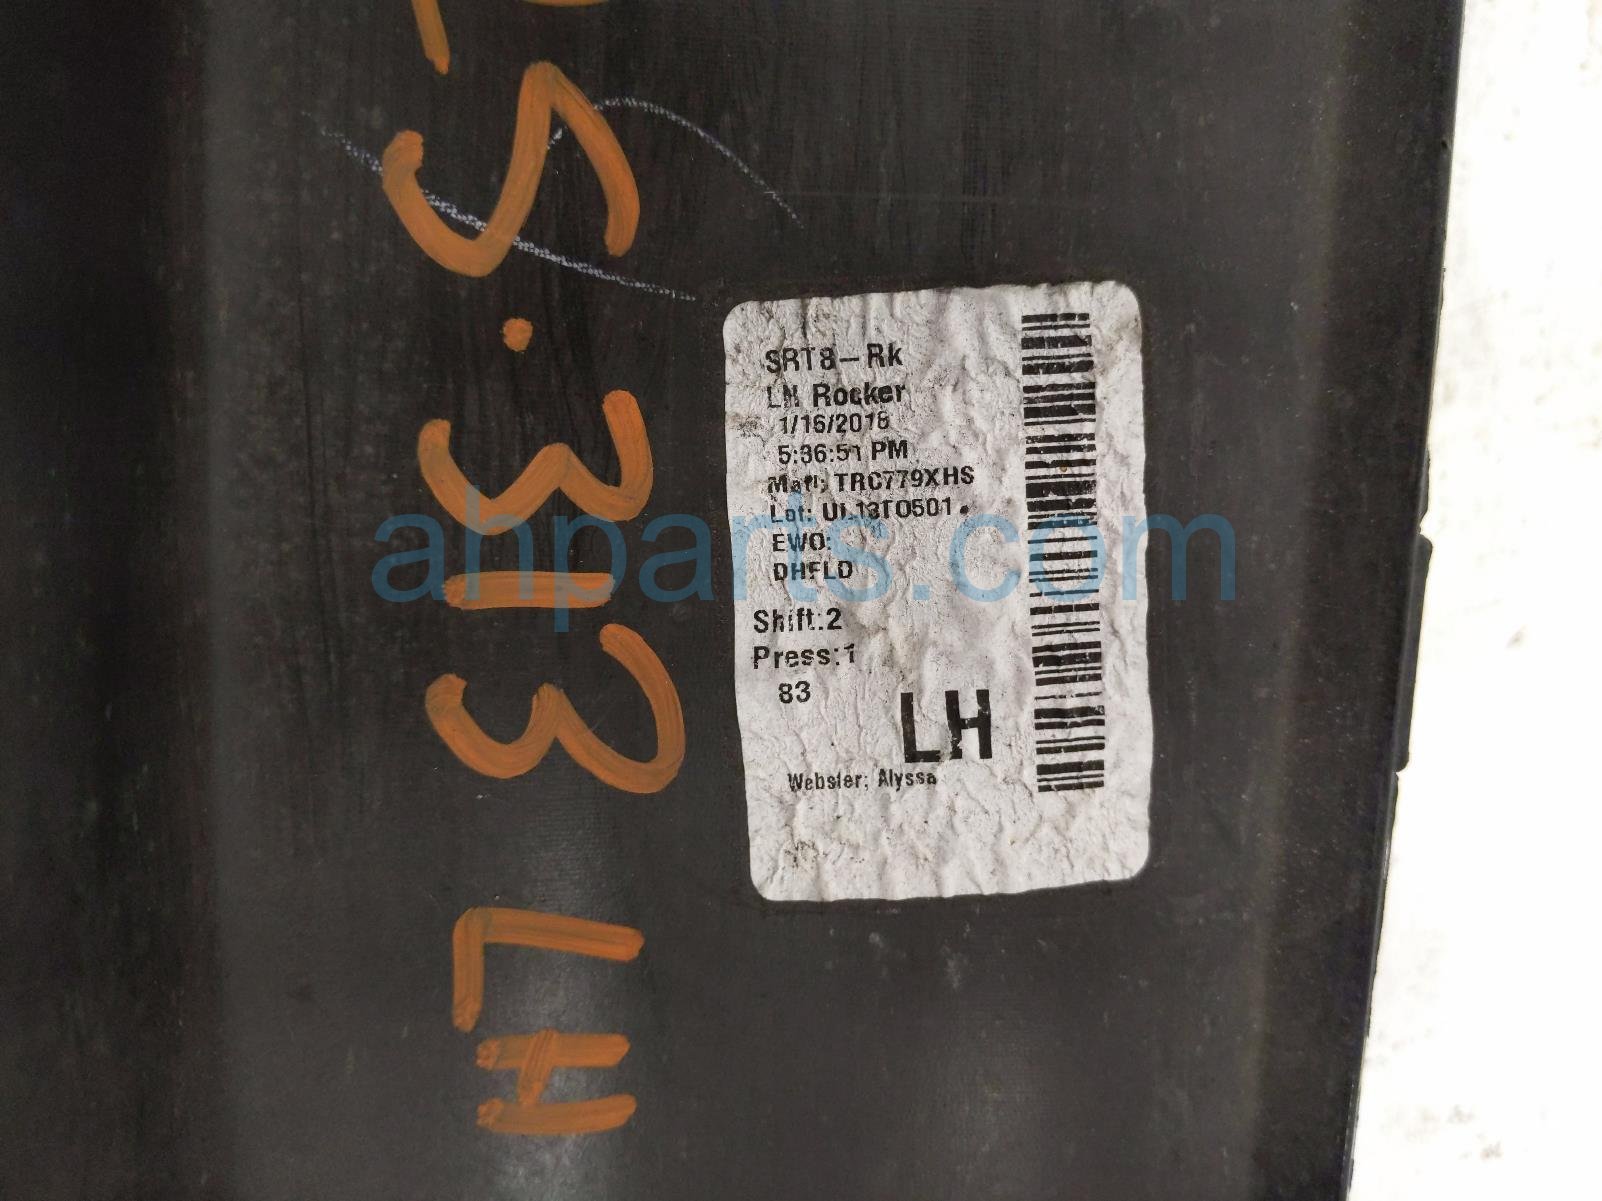 S.313 LH
SRT8-Rk
LH Rocker
1/16/2018
5:36:51 PM
Matl: TRC779XHS
Lot: UL13T0501
EWO:
DHFLD
Shift:2
Press:1
83
LH
Webster; Alyssa
ahparts.com